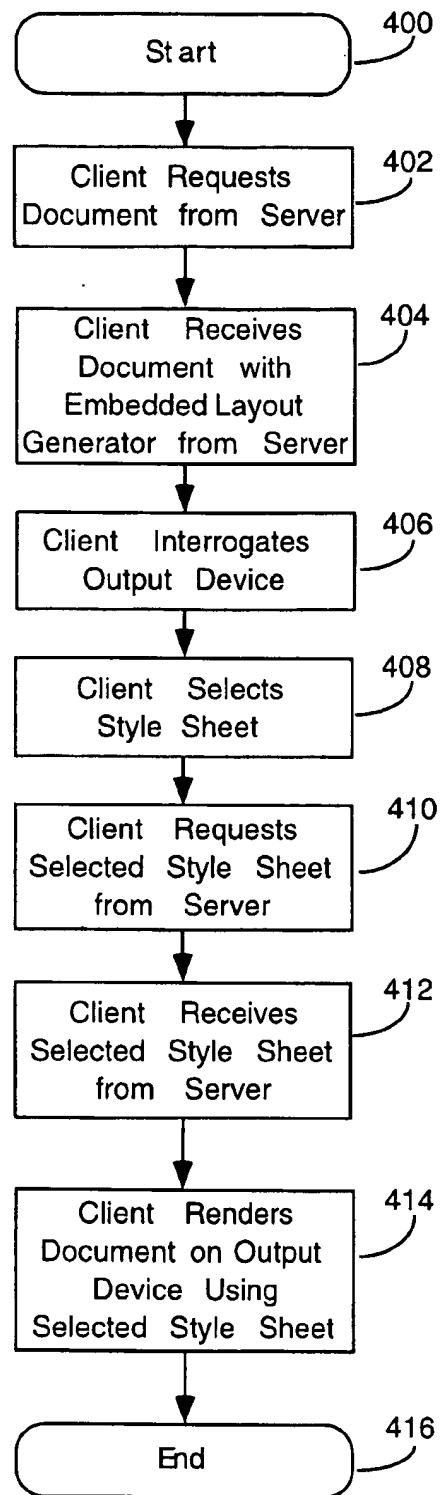 400
Start
402
Client Requests
Document from Server
404
Client Receives
Document with
Embedded Layout
Generator from Server
406
Client Interrogates
Output Device
408
Client Selects
Style Sheet
410
Client Requests
Selected Style Sheet
from Server
412
Client Receives
Selected Style Sheet
from Server
414
Client Renders
Document on Output
Device Using
Selected Style Sheet
416
End